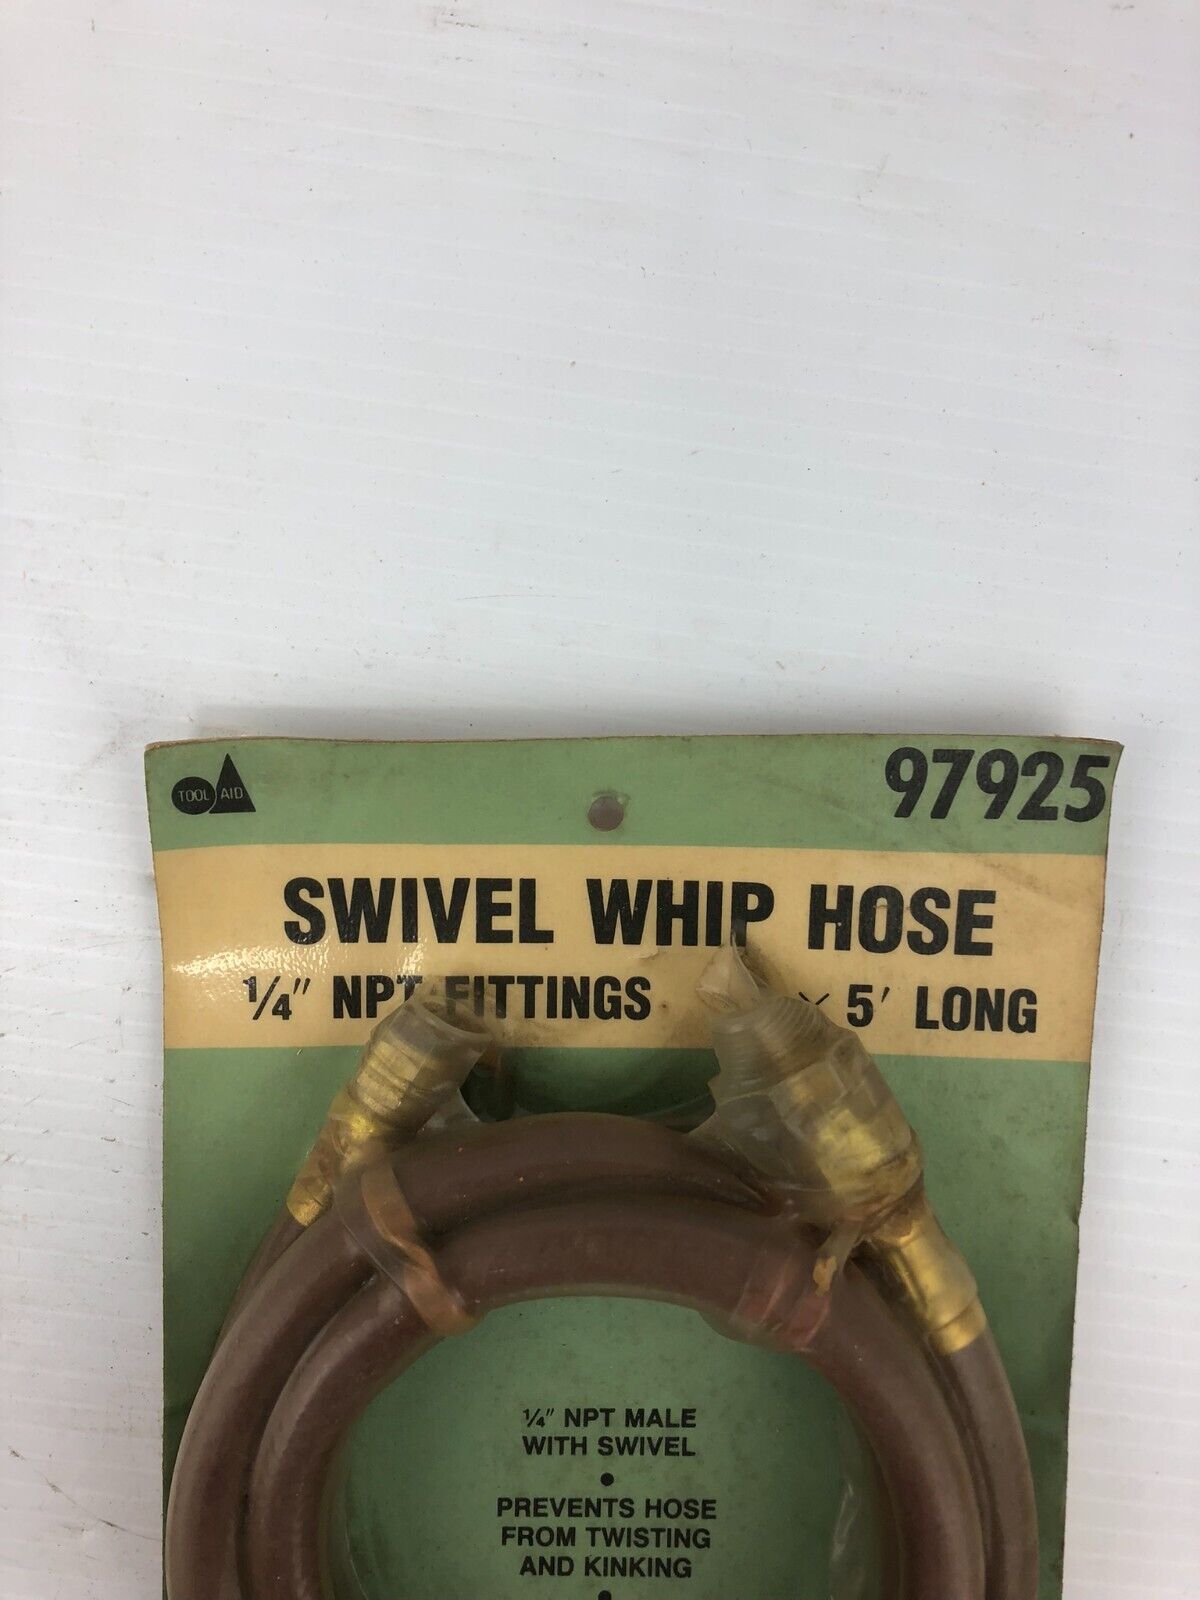 TOOL AID
97925
SWIVEL WHIP HOSE
1/4" NPT FITTINGS × 5' LONG
1/4" NPT MALE
WITH SWIVEL
•
PREVENTS HOSE
FROM TWISTING
AND KINKING
•